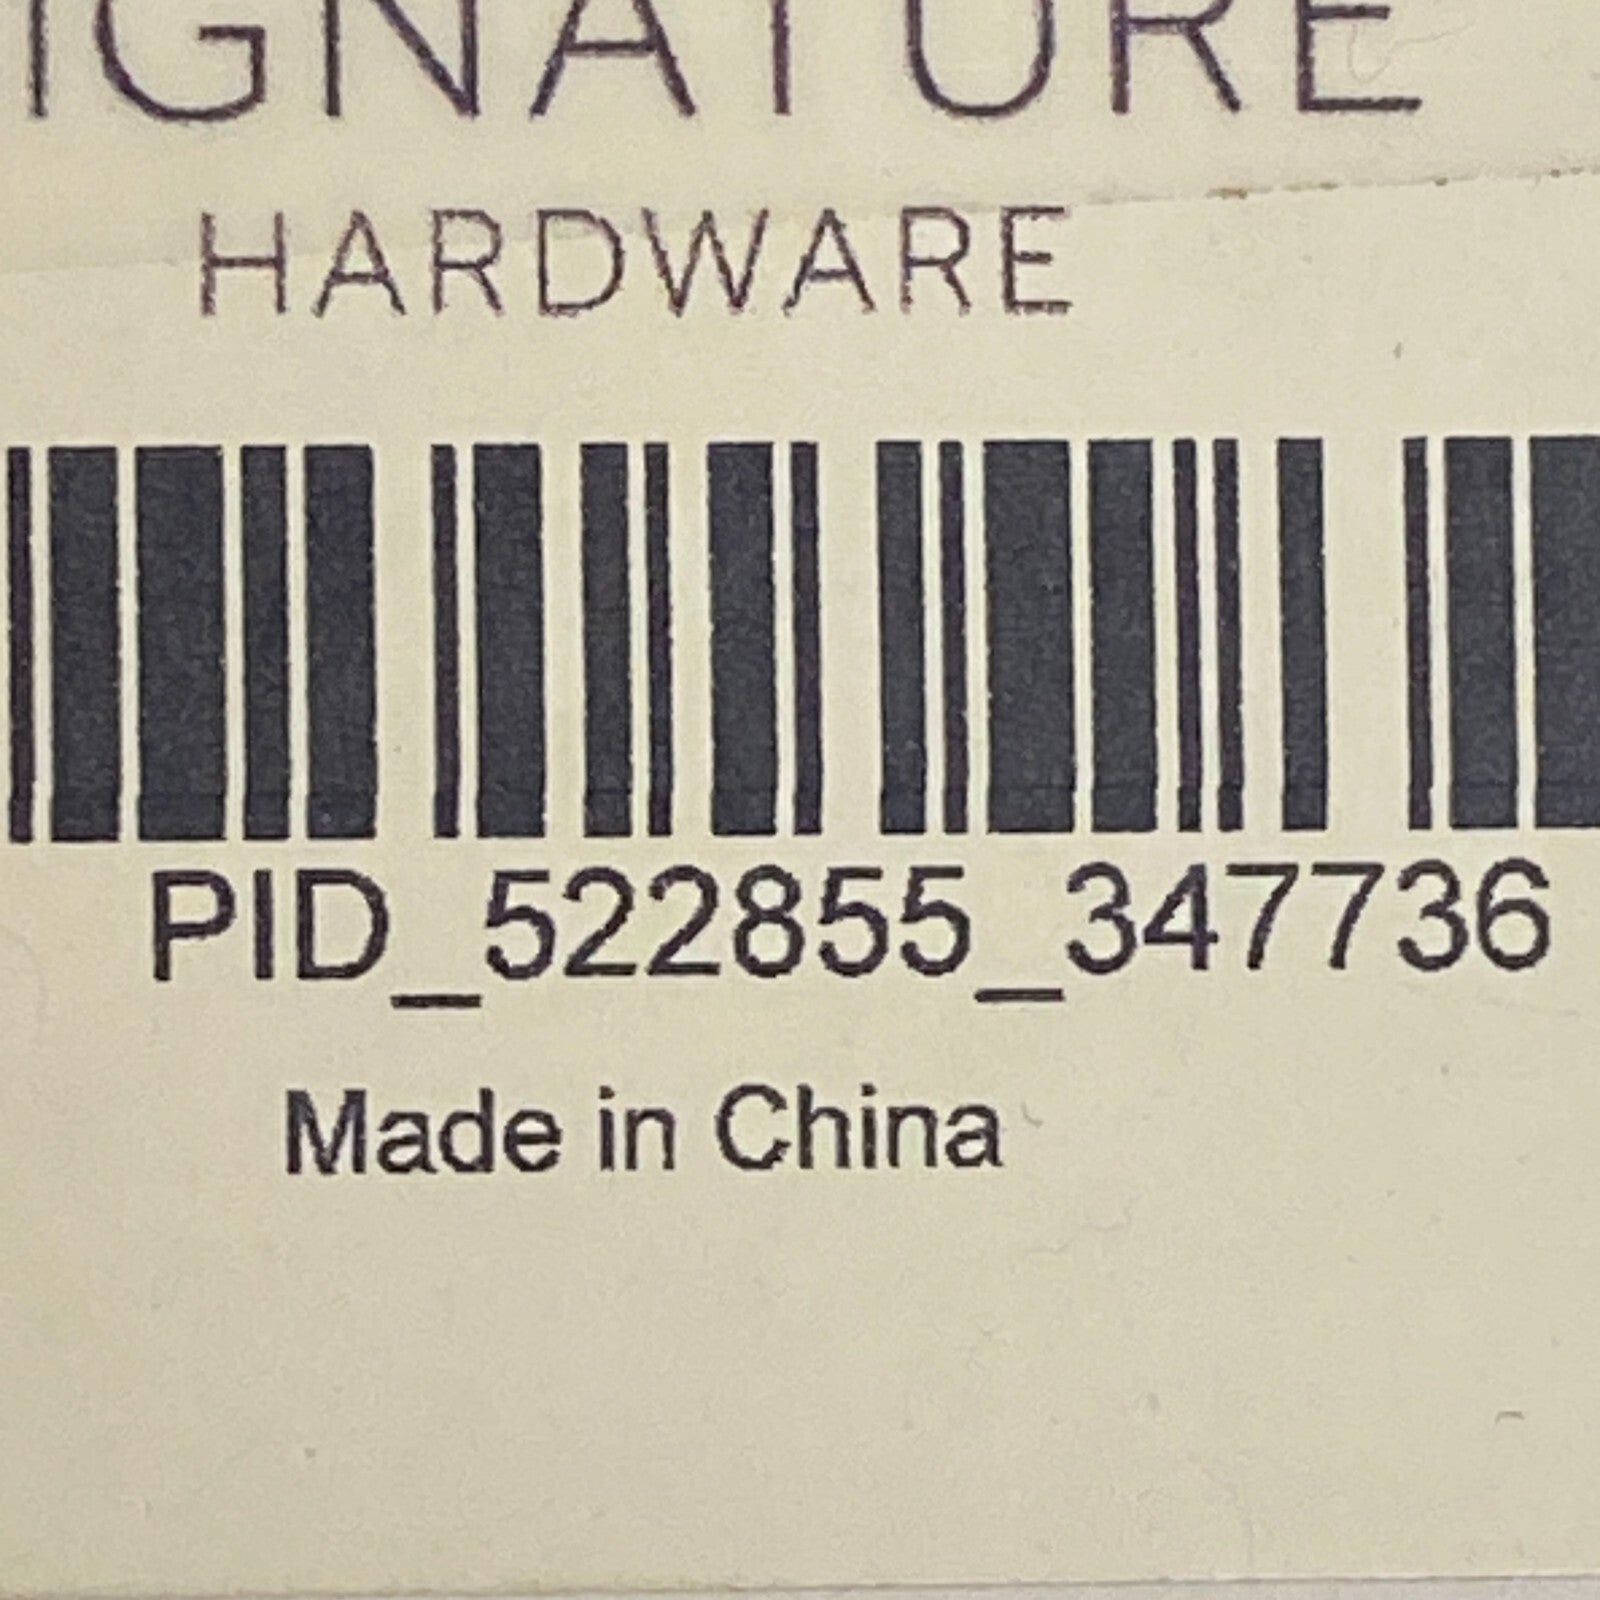 IGNATURE
HARDWARE
PID_522855_347736
Made in China